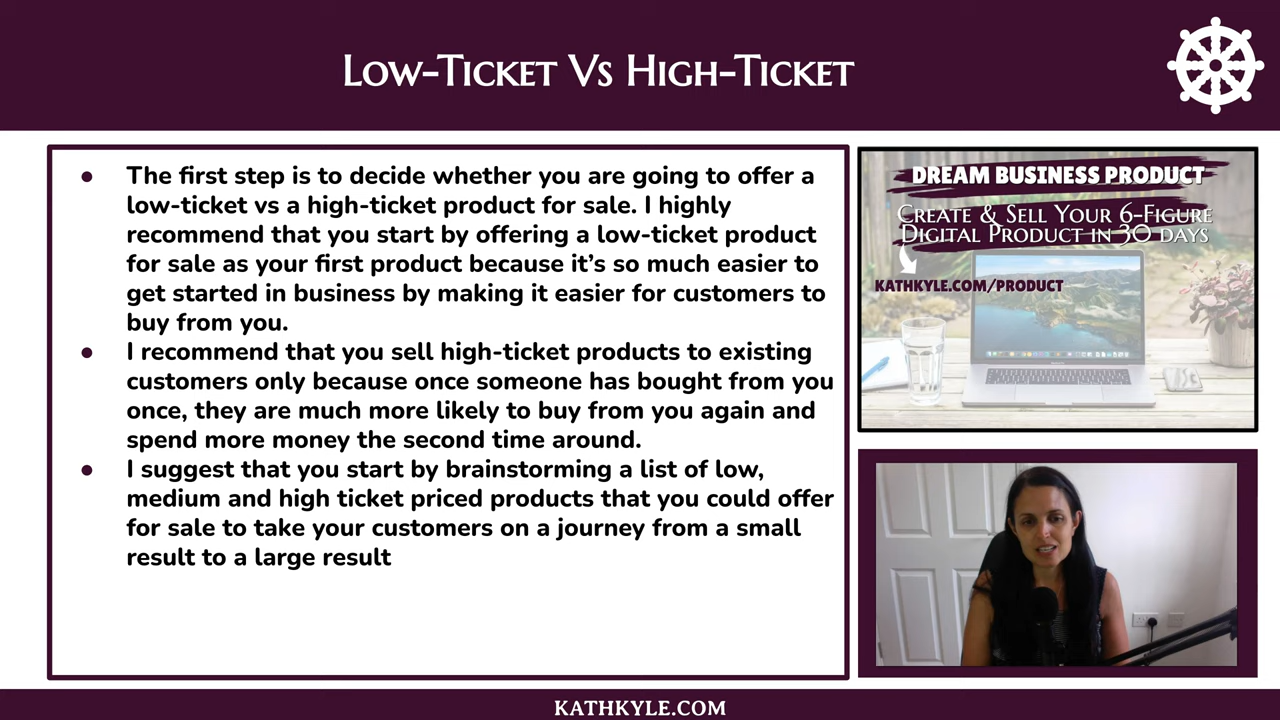 Low-Ticket Vs High-Ticket
The first step is to decide whether you are going to offer a
low-ticket vs a high-ticket product for sale. I highly
recommend that you start by offering a low-ticket product
for sale as your first product because it's so much easier to
get started in business by making it easier for customers to
buy from you.
I recommend that you sell high-ticket products to existing
customers only because once someone has bought from you
once, they are much more likely to buy from you again and
spend more money the second time around.
I suggest that you start by brainstorming a list of low,
medium and high ticket priced products that you could offer
for sale to take your customers on a journey from a small
result to a large result
DREAM BUSINESS PRODUCT
Create & Sell Your 6-Figure
Digital Product in 30 days
KATHKYLE.COM/PRODUCT
KATHKYLE.COM